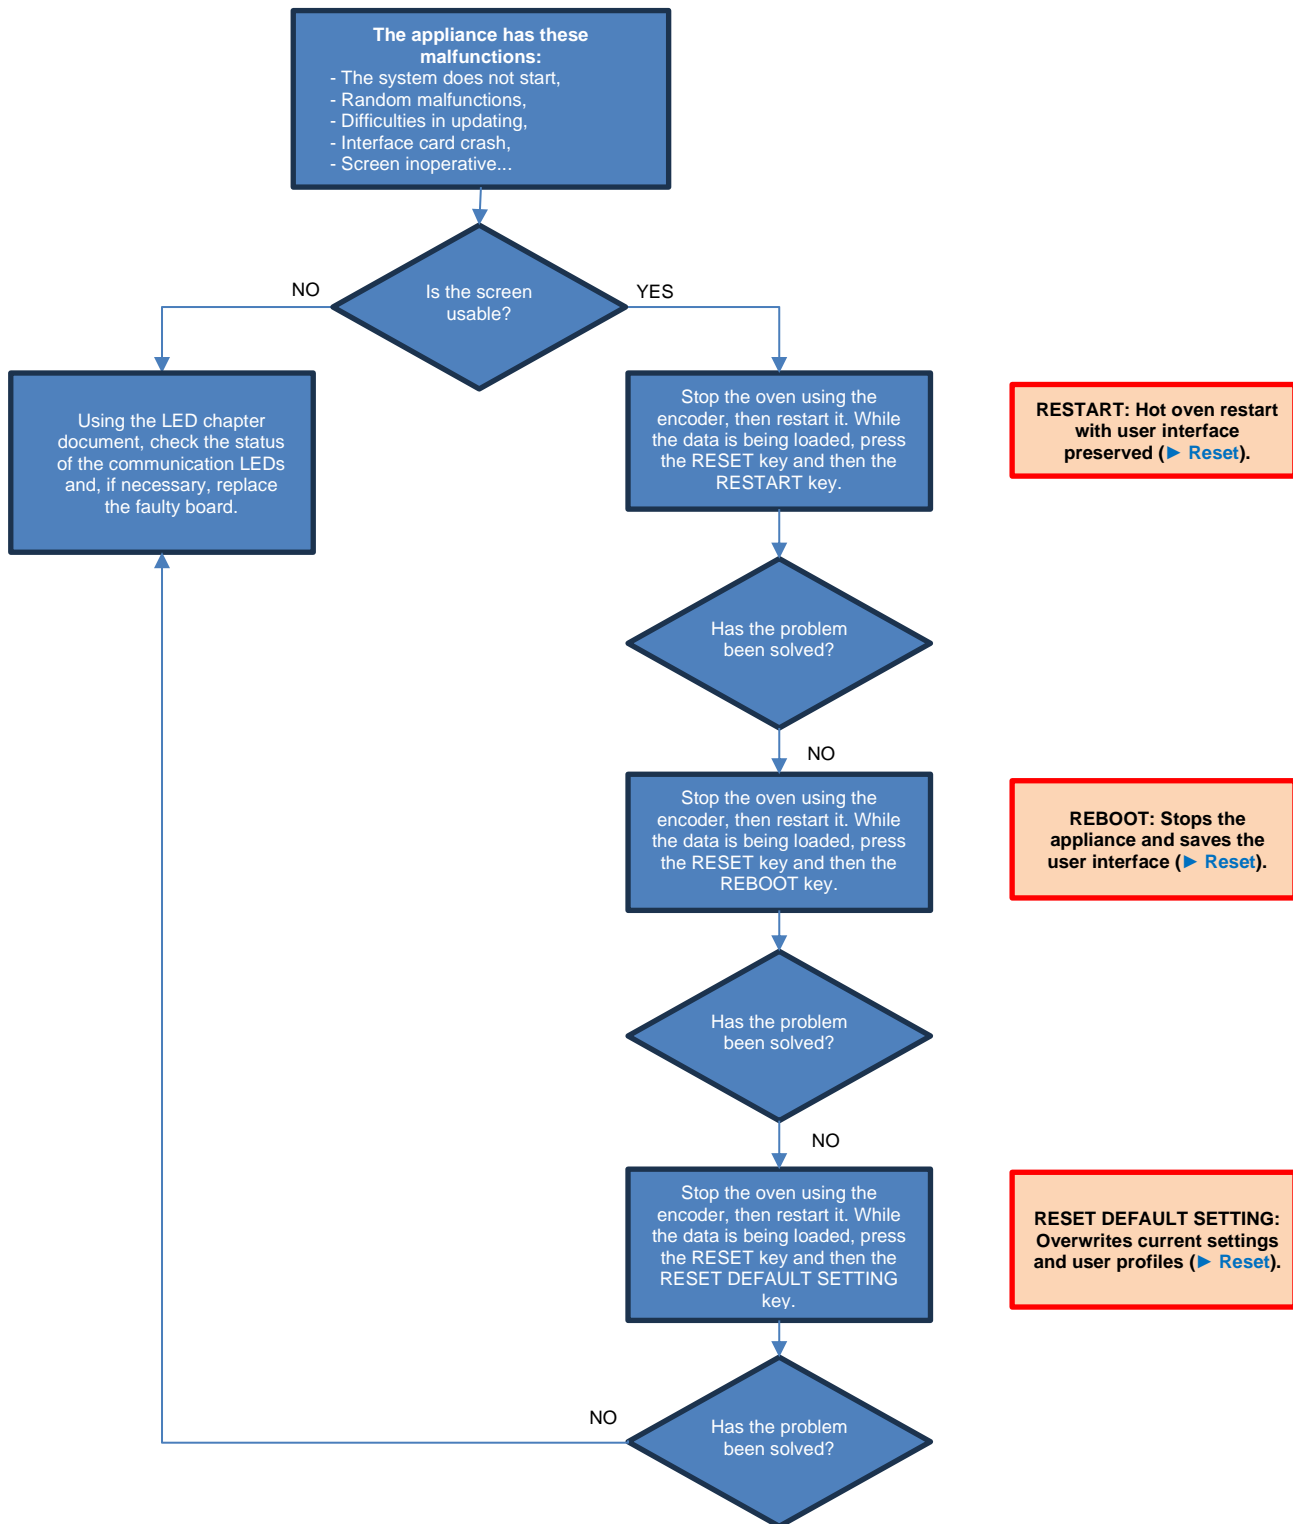 The appliance has these
malfunctions:
- The system does not start,
- Random malfunctions,
- Difficulties in updating,
- Interface card crash,
- Screen inoperative...
Is the screen
usable?
NO
YES
Using the LED chapter
document, check the status
of the communication LEDs
and, if necessary, replace
the faulty board.
Stop the oven using the
encoder, then restart it. While
the data is being loaded, press
the RESET key and then the
RESTART key.
RESTART: Hot oven restart
with user interface
preserved (► Reset).
Has the problem
been solved?
NO
Stop the oven using the
encoder, then restart it. While
the data is being loaded, press
the RESET key and then the
REBOOT key.
REBOOT: Stops the
appliance and saves the
user interface (► Reset).
Has the problem
been solved?
NO
Stop the oven using the
encoder, then restart it. While
the data is being loaded, press
the RESET key and then the
RESET DEFAULT SETTING
key.
RESET DEFAULT SETTING:
Overwrites current settings
and user profiles (► Reset).
Has the problem
been solved?
NO